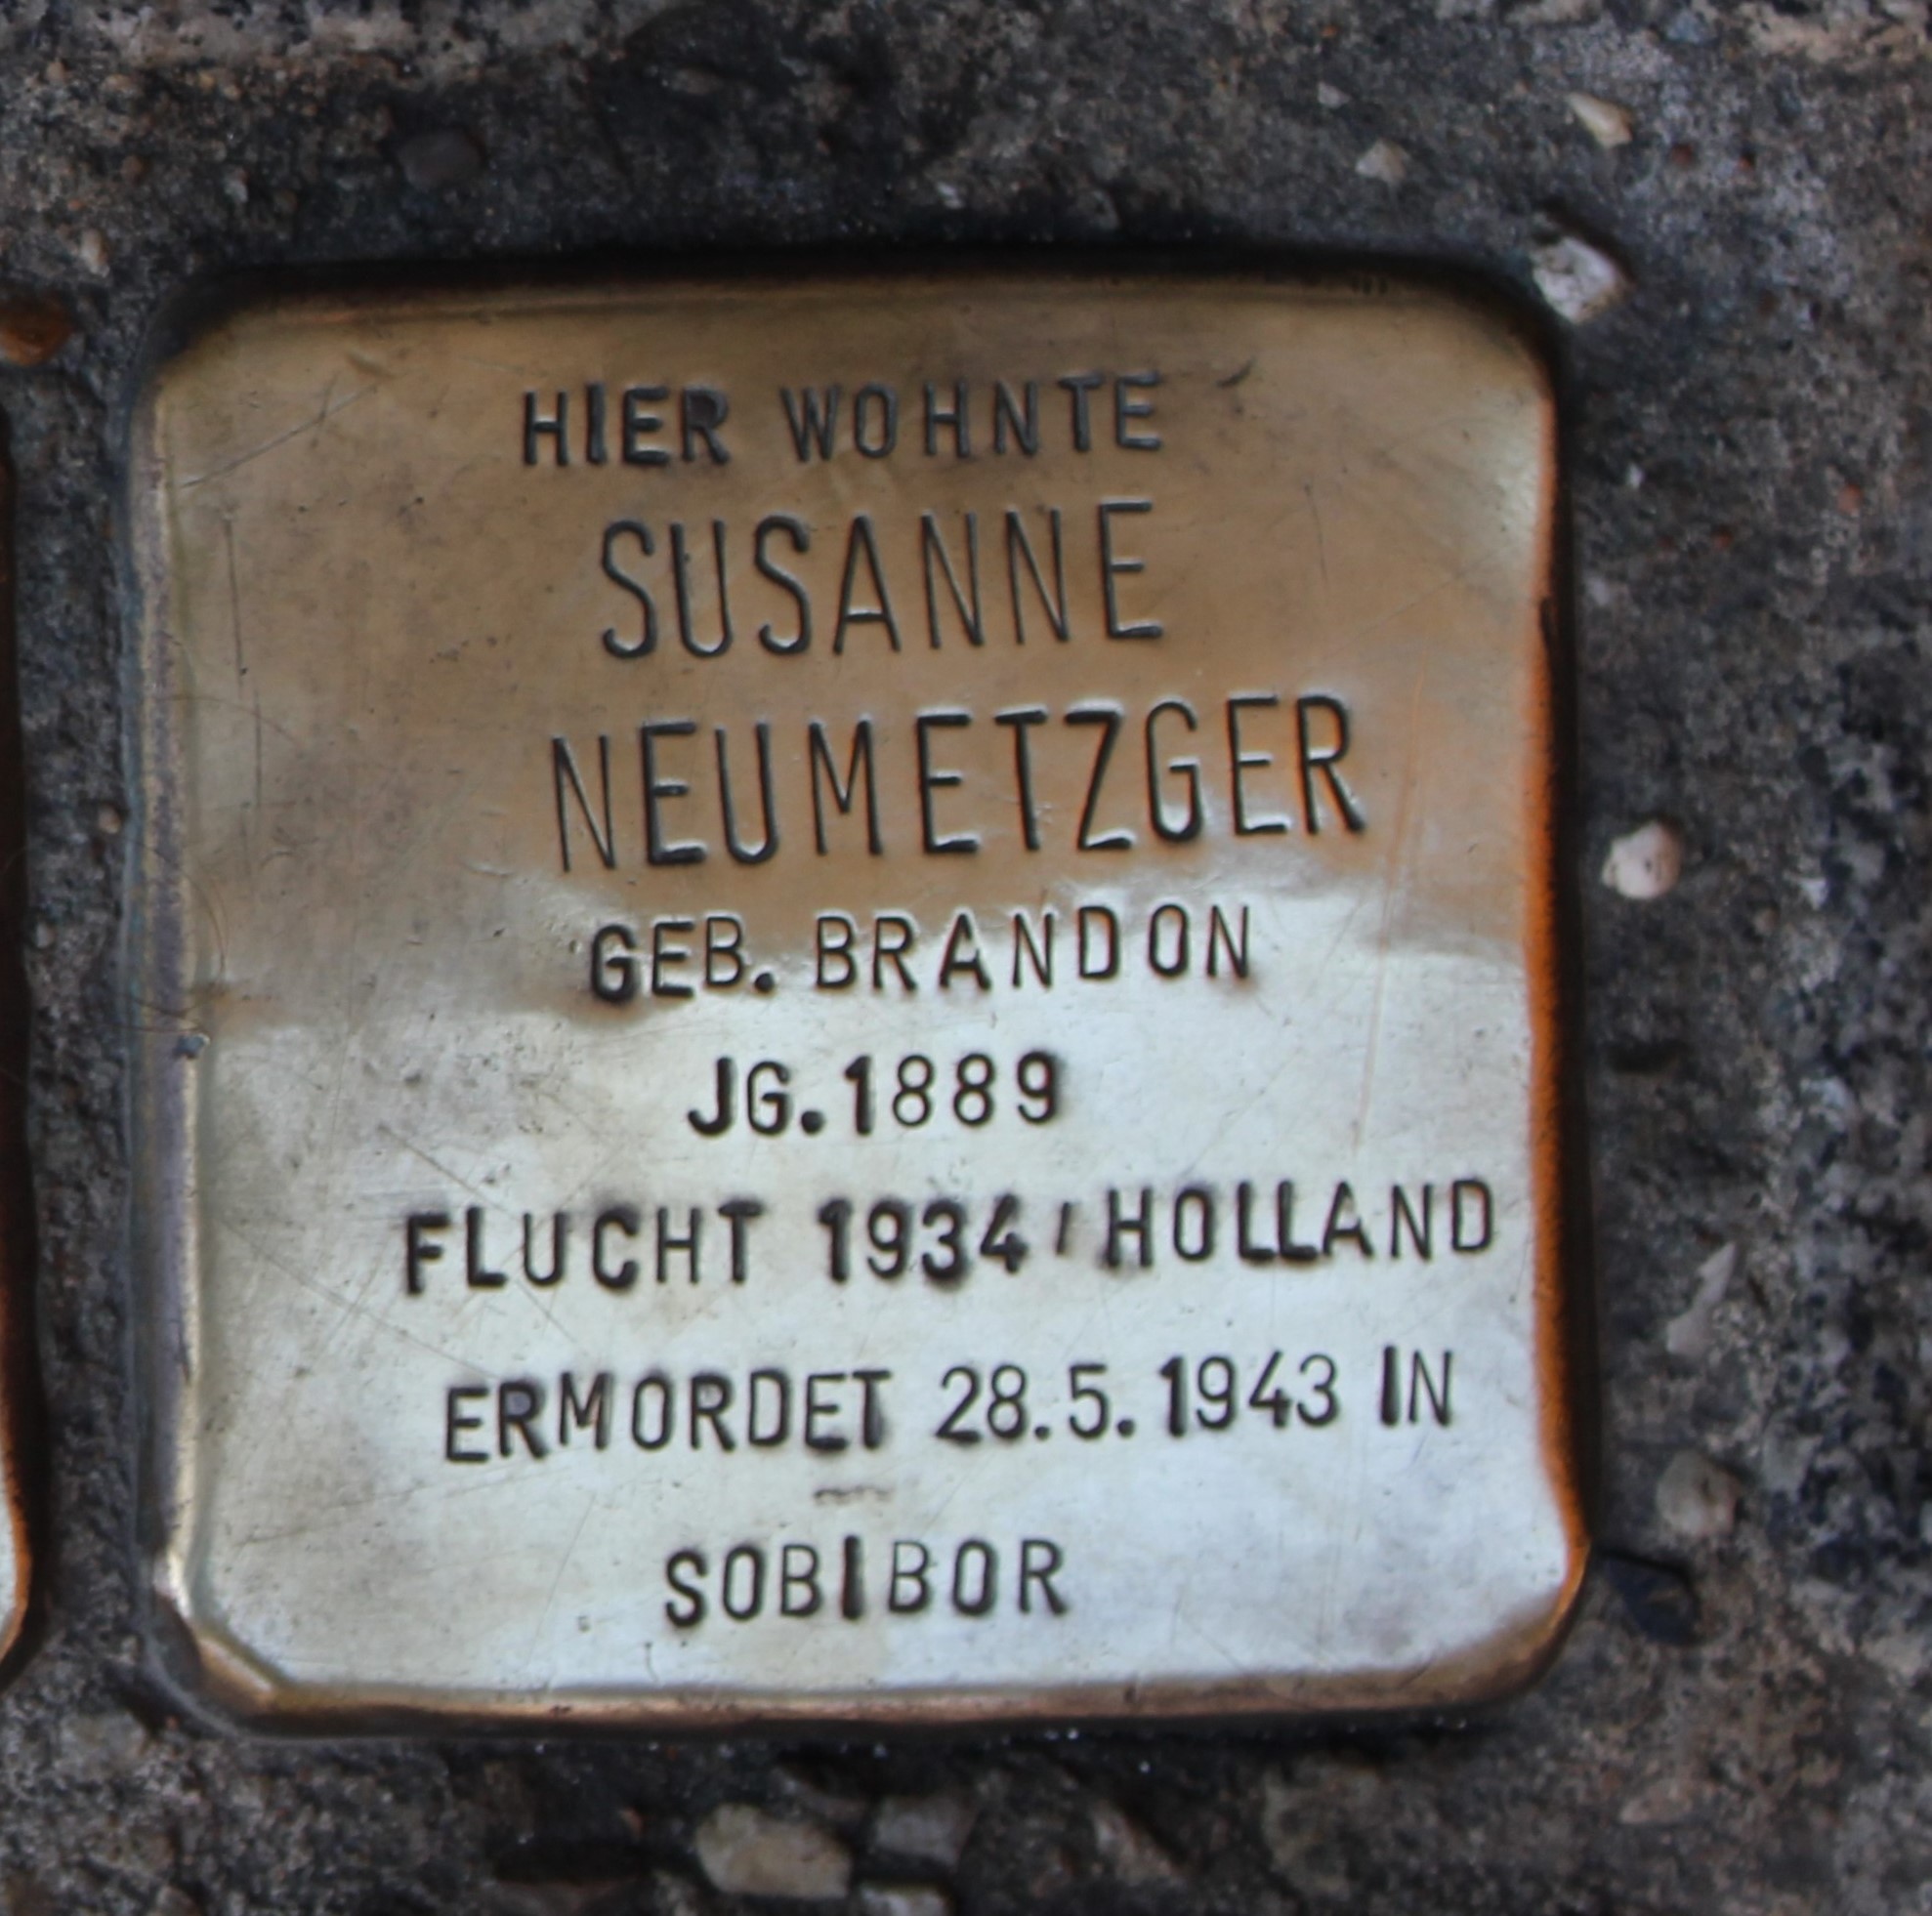 HIER WOHNTE
SUSANNE
NEUMETZGER
GEB. BRANDON
JG. 1889
FLUCHT 1934 ' HOLLAND
ERMORDET 28.5.1943 IN
SOBIBOR